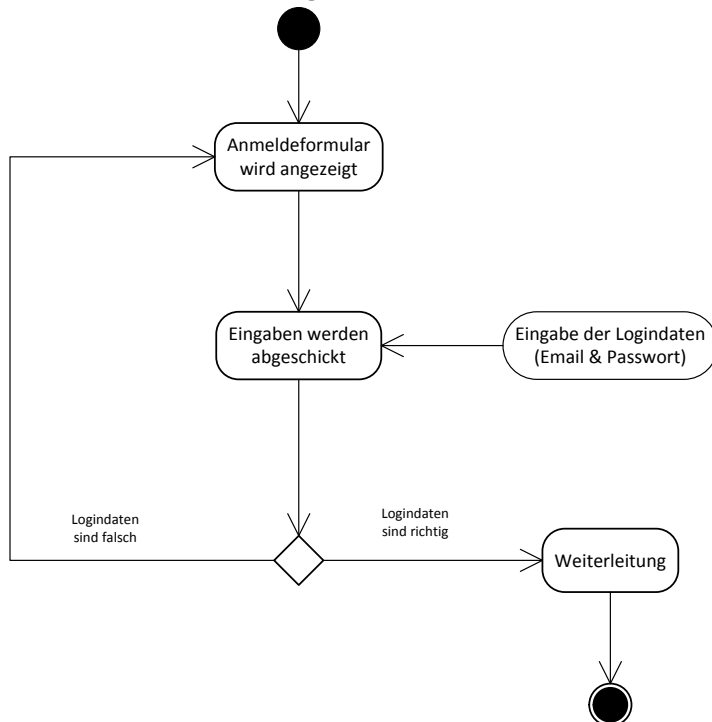 Anmeldeformular
wird angezeigt
Eingaben werden
abgeschickt
Eingabe der Logindaten
(Email & Passwort)
Logindaten
sind falsch
Logindaten
sind richtig
Weiterleitung